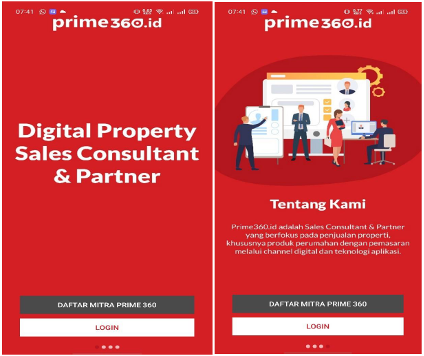 07:41
prime360.id
Digital Property
Sales Consultant
& Partner
DAFTAR MITRA PRIME 360
LOGIN
07:41
prime360.id
Tentang Kami
Prime360.id adalah Sales Consultant & Partner
yang berfokus pada penjualan properti,
khususnya produk perumahan dengan pemasaran
melalui channel digital dan teknologi aplikasi.
DAFTAR MITRA PRIME 360
LOGIN